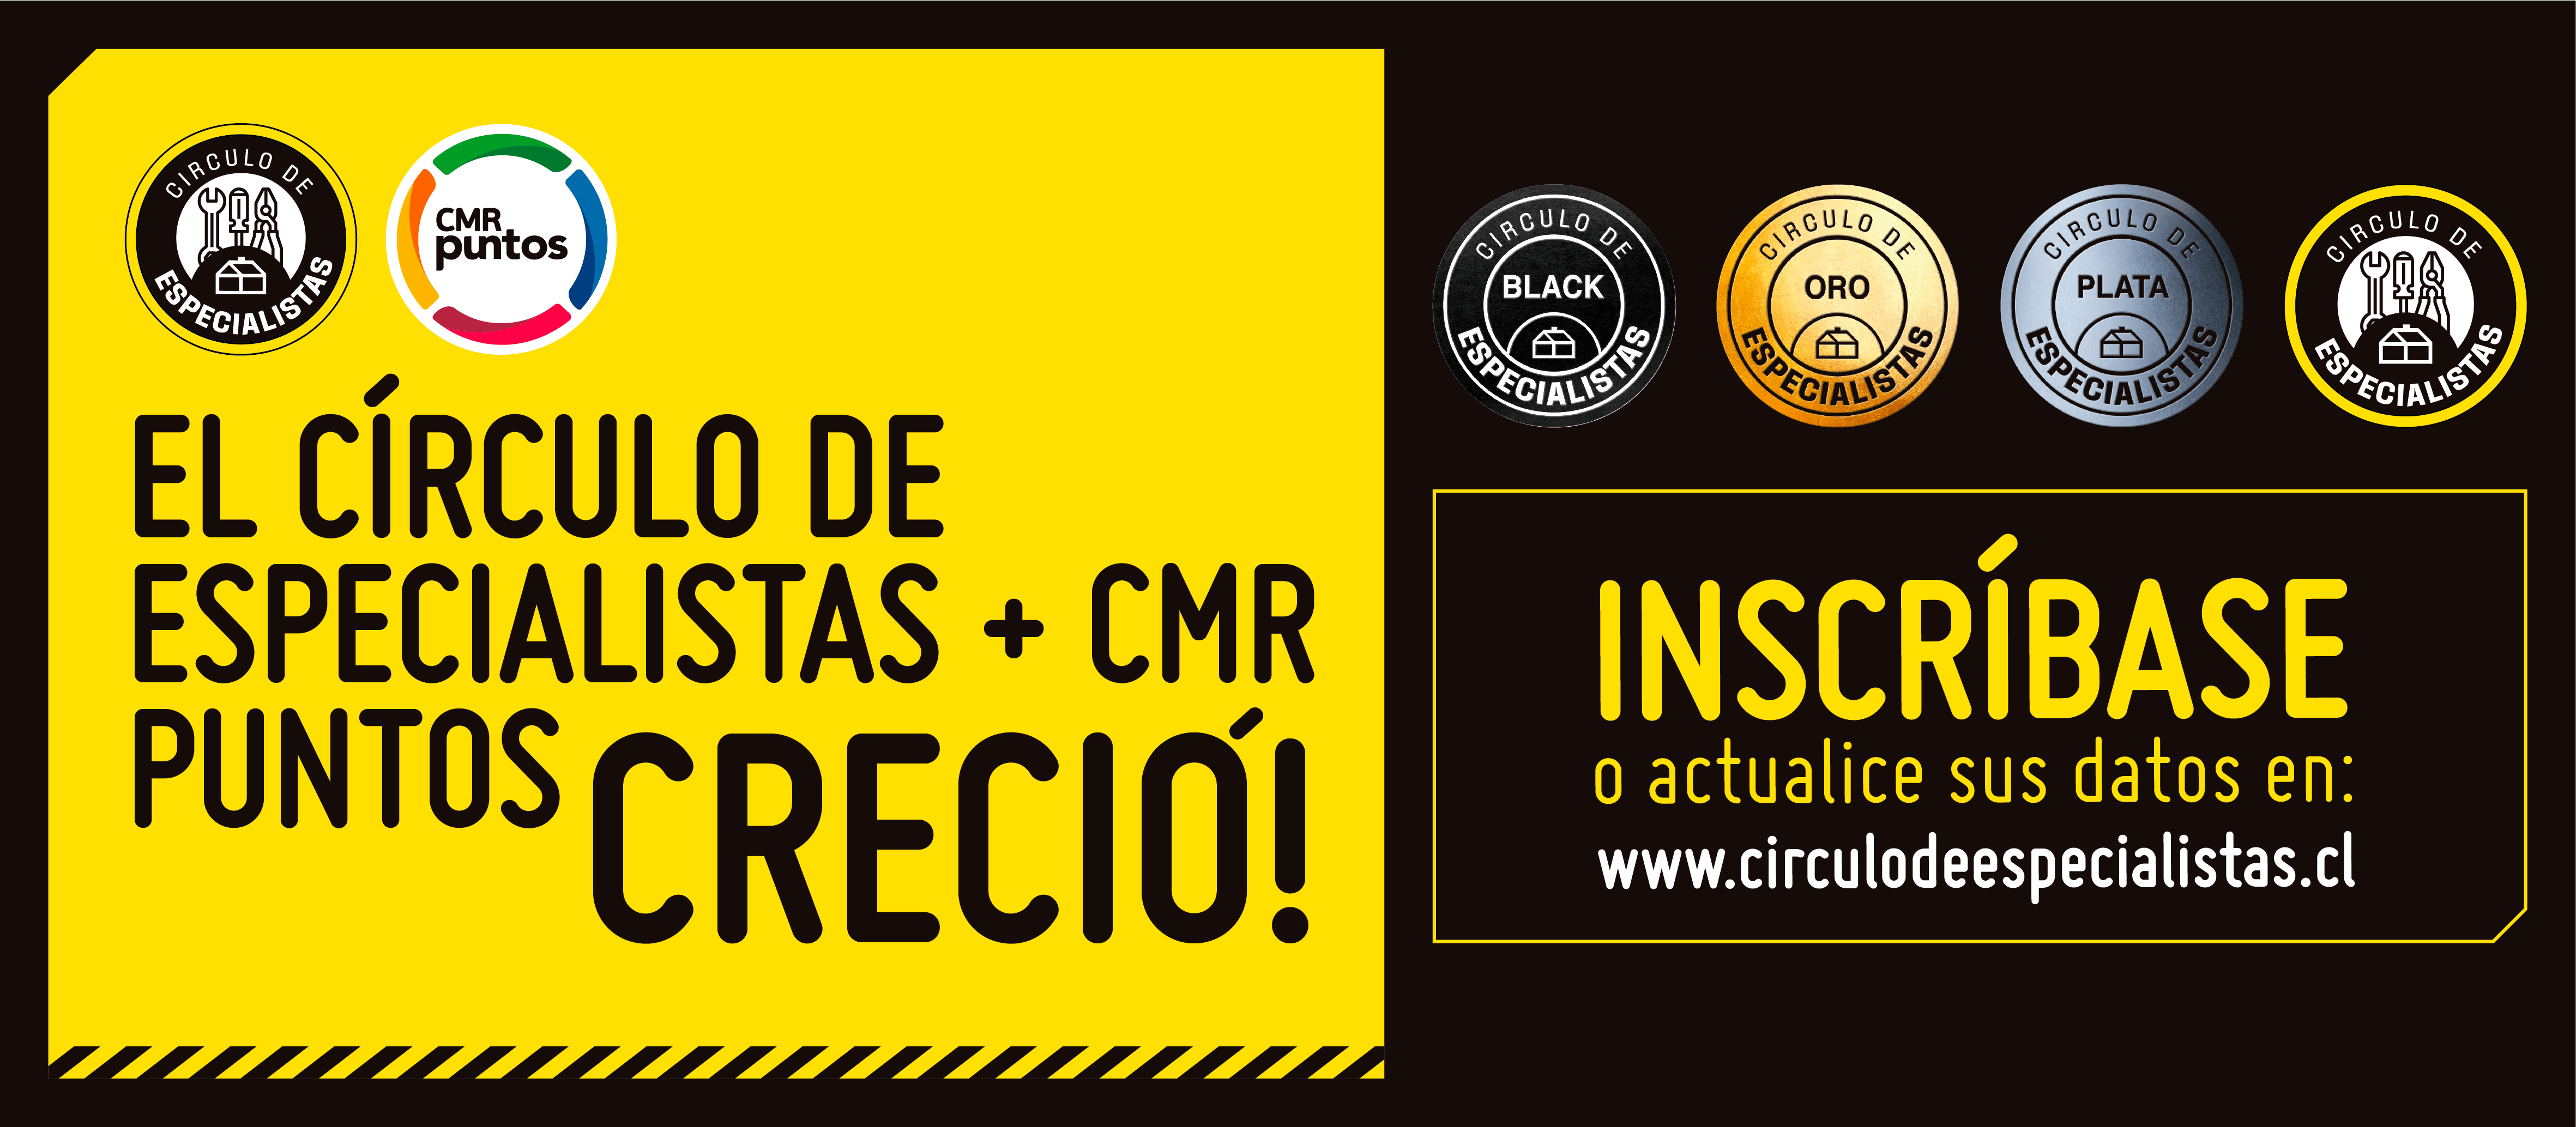 CIRCULO DE
ESPECIALISTAS
CMR
puntos
EL CÍRCULO DE
ESPECIALISTAS + CMR
PUNTOS CRECIÓ!
CIRCULO DE
BLACK
ESPECIALISTAS
CIRCULO DE
ORO
ESPECIALISTAS
CIRCULO DE
PLATA
ESPECIALISTAS
CIRCULO DE
ESPECIALISTAS
INSCRÍBASE
o actualice sus datos en:
www.circulodeespecialistas.cl